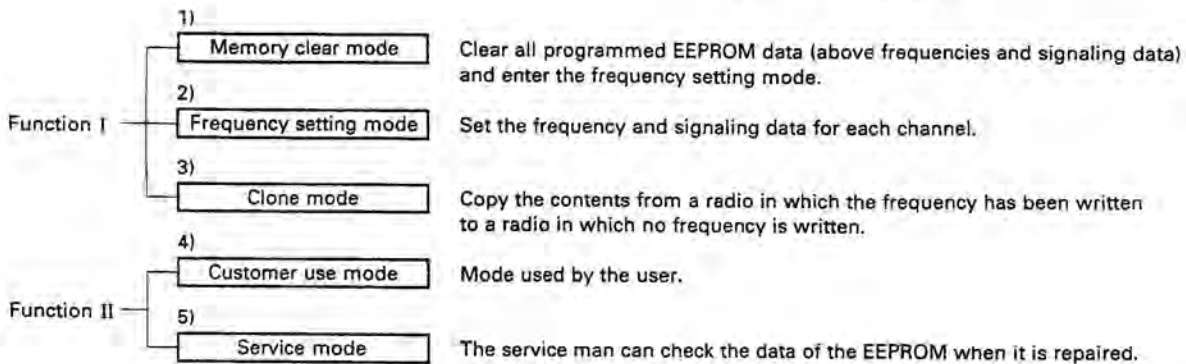 1)
Memory clear mode
Clear all programmed EEPROM data (above frequencies and signaling data)
and enter the frequency setting mode.
2)
Function I
Frequency setting mode
Set the frequency and signaling data for each channel.
3)
Clone mode
Copy the contents from a radio in which the frequency has been written
to a radio in which no frequency is written.
4)
Customer use mode
Mode used by the user.
Function II
5)
Service mode
The service man can check the data of the EEPROM when it is repaired.